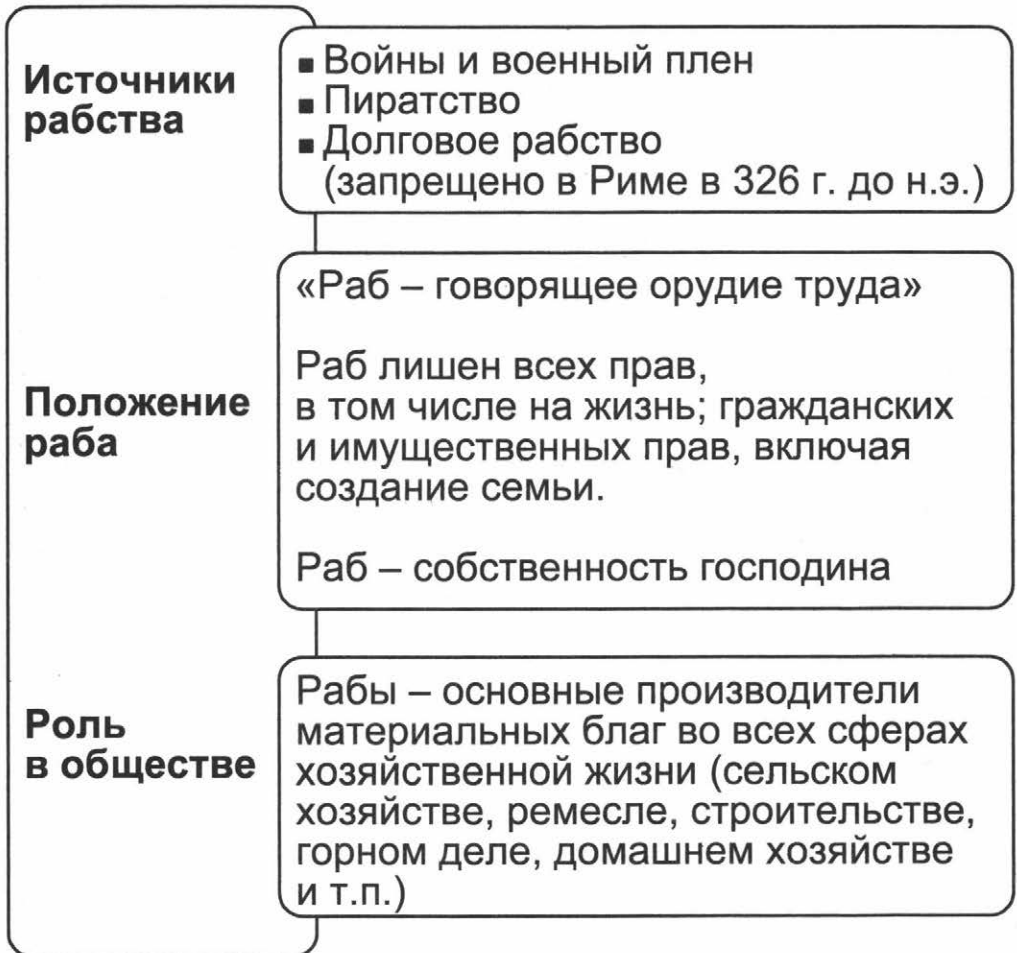 Источники
рабства
▪ Войны и военный плен
▪ Пиратство
▪ Долговое рабство
(запрещено в Риме в 326 г. до н.э.)
Положение
раба
«Раб – говорящее орудие труда»
Раб лишен всех прав,
в том числе на жизнь; гражданских
и имущественных прав, включая
создание семьи.
Раб – собственность господина
Роль
в обществе
Рабы – основные производители
материальных благ во всех сферах
хозяйственной жизни (сельском
хозяйстве, ремесле, строительстве,
горном деле, домашнем хозяйстве
и т.п.)